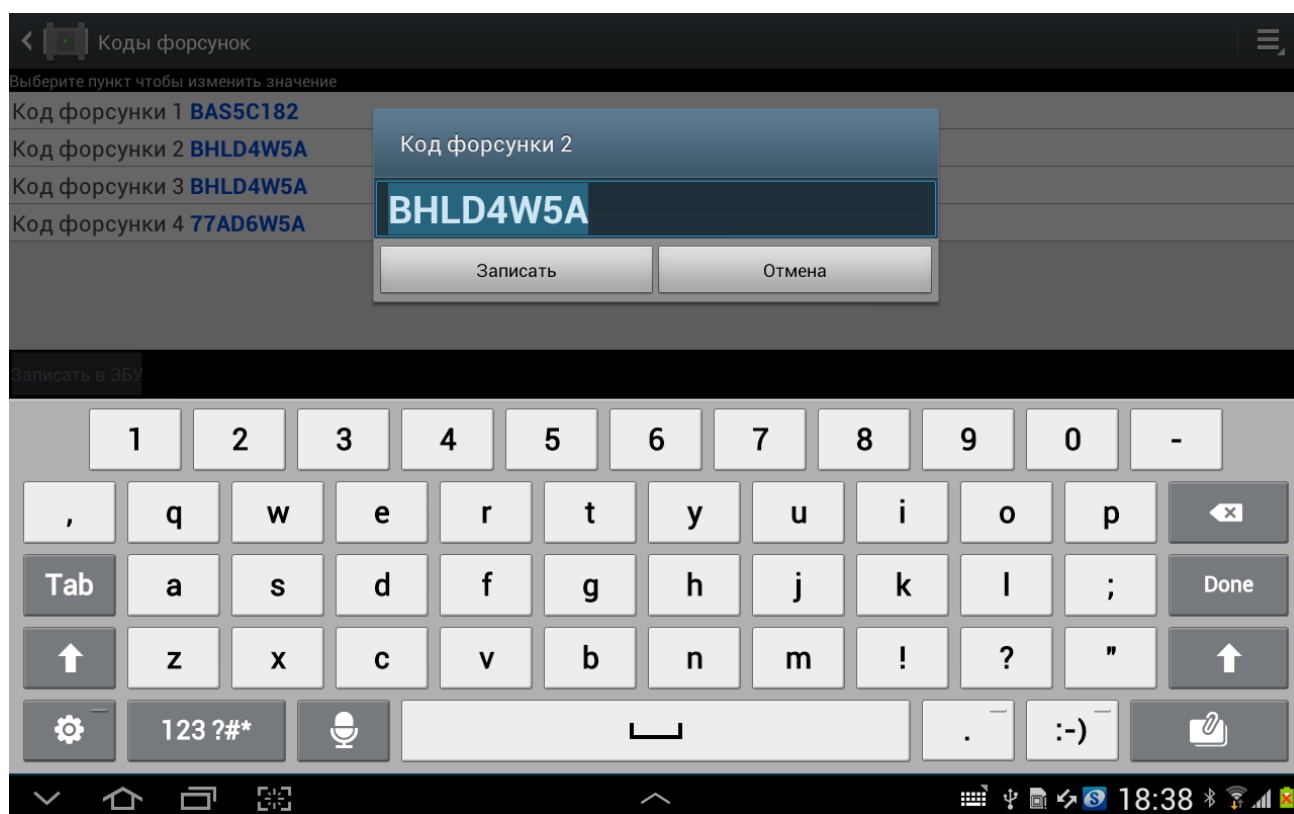 Коды форсунок
Выберите пункт чтобы изменить значение
Код форсунки 1 BAS5C182
Код форсунки 2 BHLD4W5A
Код форсунки 3 BHLD4W5A
Код форсунки 4 77AD6W5A
Код форсунки 2
BHLD4W5A
Записать Отмена
Записать в ЭБУ
1 2 3 4 5 6 7 8 9 0 -
, q w e r t y u i o p
Tab a s d f g h j k l ; Done
z x c v b n m ! ? "
123 ?#* . :-)
18:38